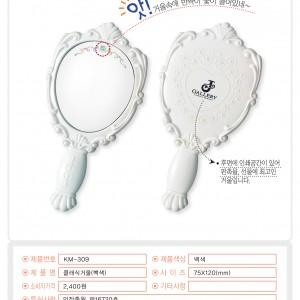 앗!
거울속에 반짝이 꽃이 들어있네~
J
GALLERY
후면에 인쇄공간이 있어
판촉물, 선물에 최고인
거울입니다.
제품번호 KM-309 제품색상 백색
제품명 클래식거울(백색) 사이즈 75X120(mm)
소비자가격 2,400원 기타사항